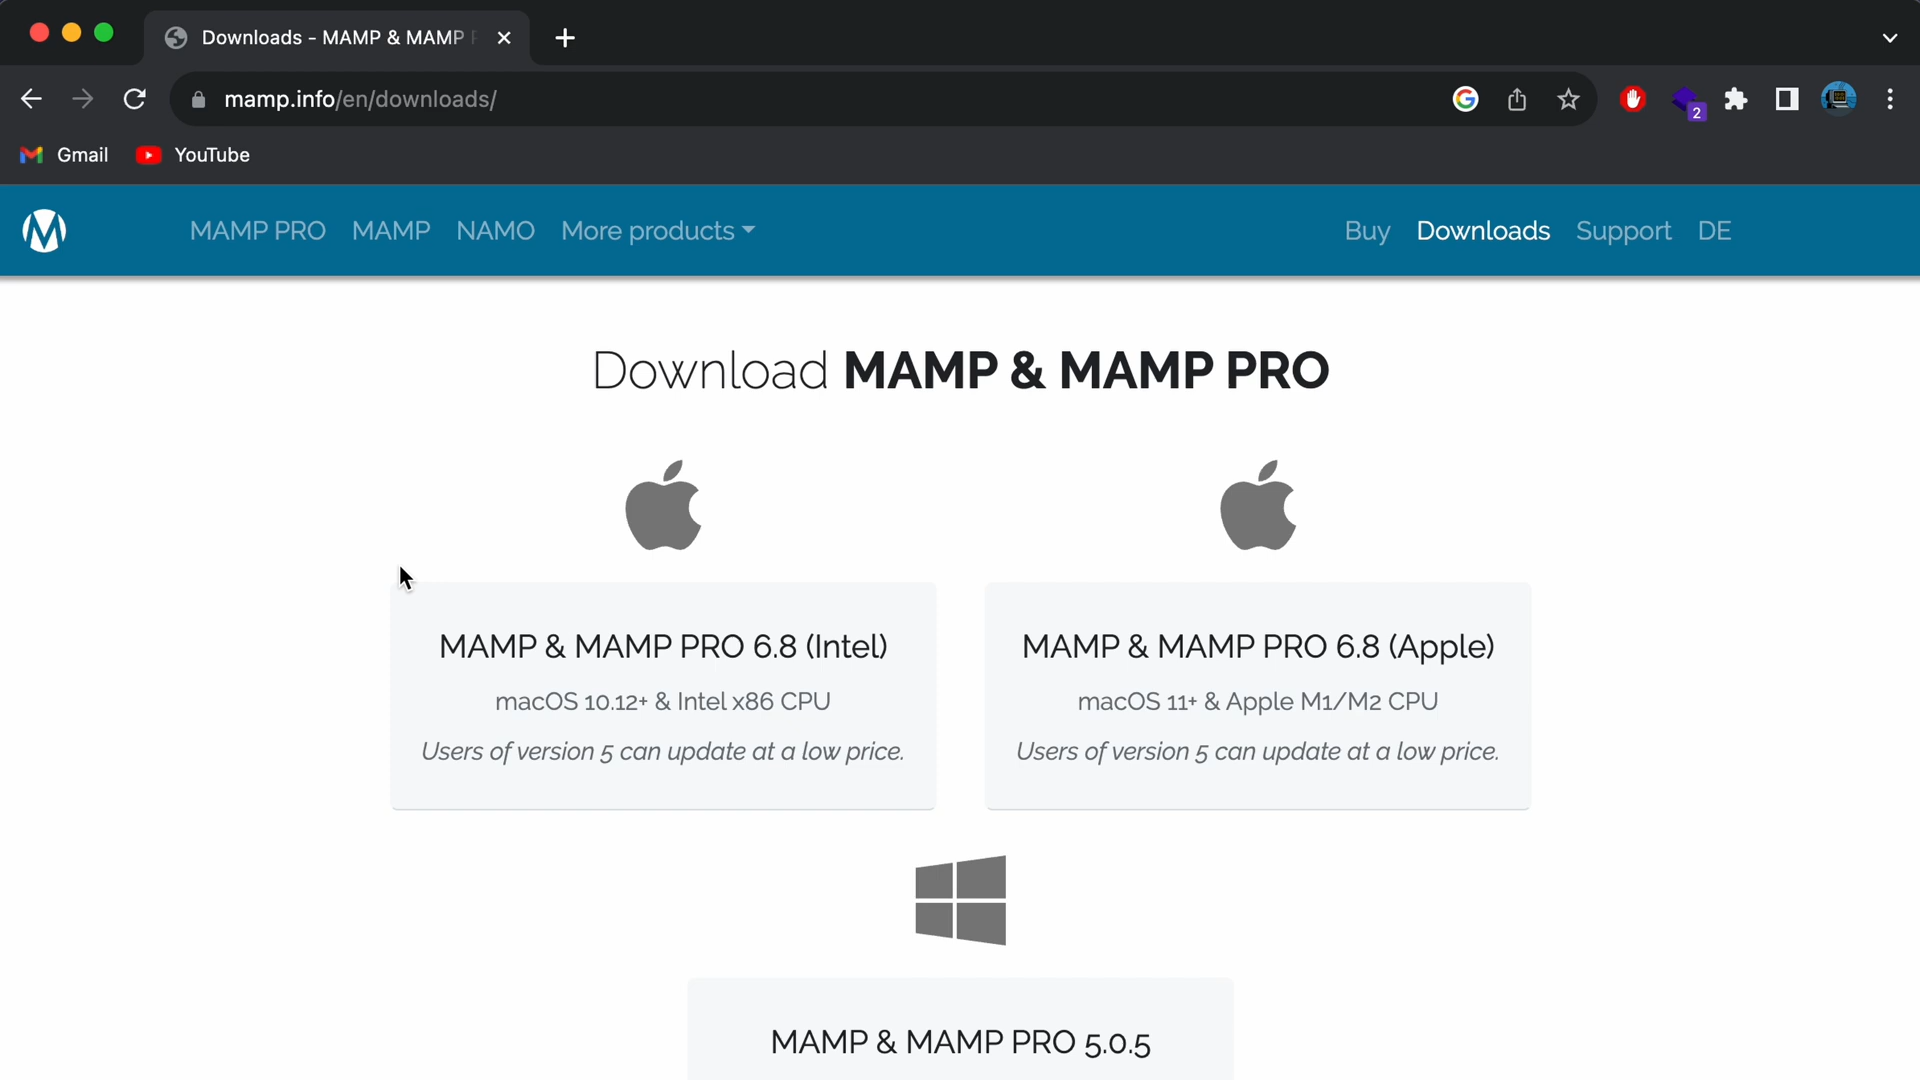 Downloads - MAMP & MAMP
mamp.info/en/downloads/
2
Gmail
YouTube
M
MAMP PRO
MAMP
NAMO
More products
Buy
Downloads
Support
DE
Download MAMP & MAMP PRO
MAMP & MAMP PRO 6.8 (Intel)
macOS 10.12+ & Intel x86 CPU
Users of version 5 can update at a low price.
MAMP & MAMP PRO 6.8 (Apple)
macOS 11+ & Apple M1/M2 CPU
Users of version 5 can update at a low price.
MAMP & MAMP PRO 5.0.5